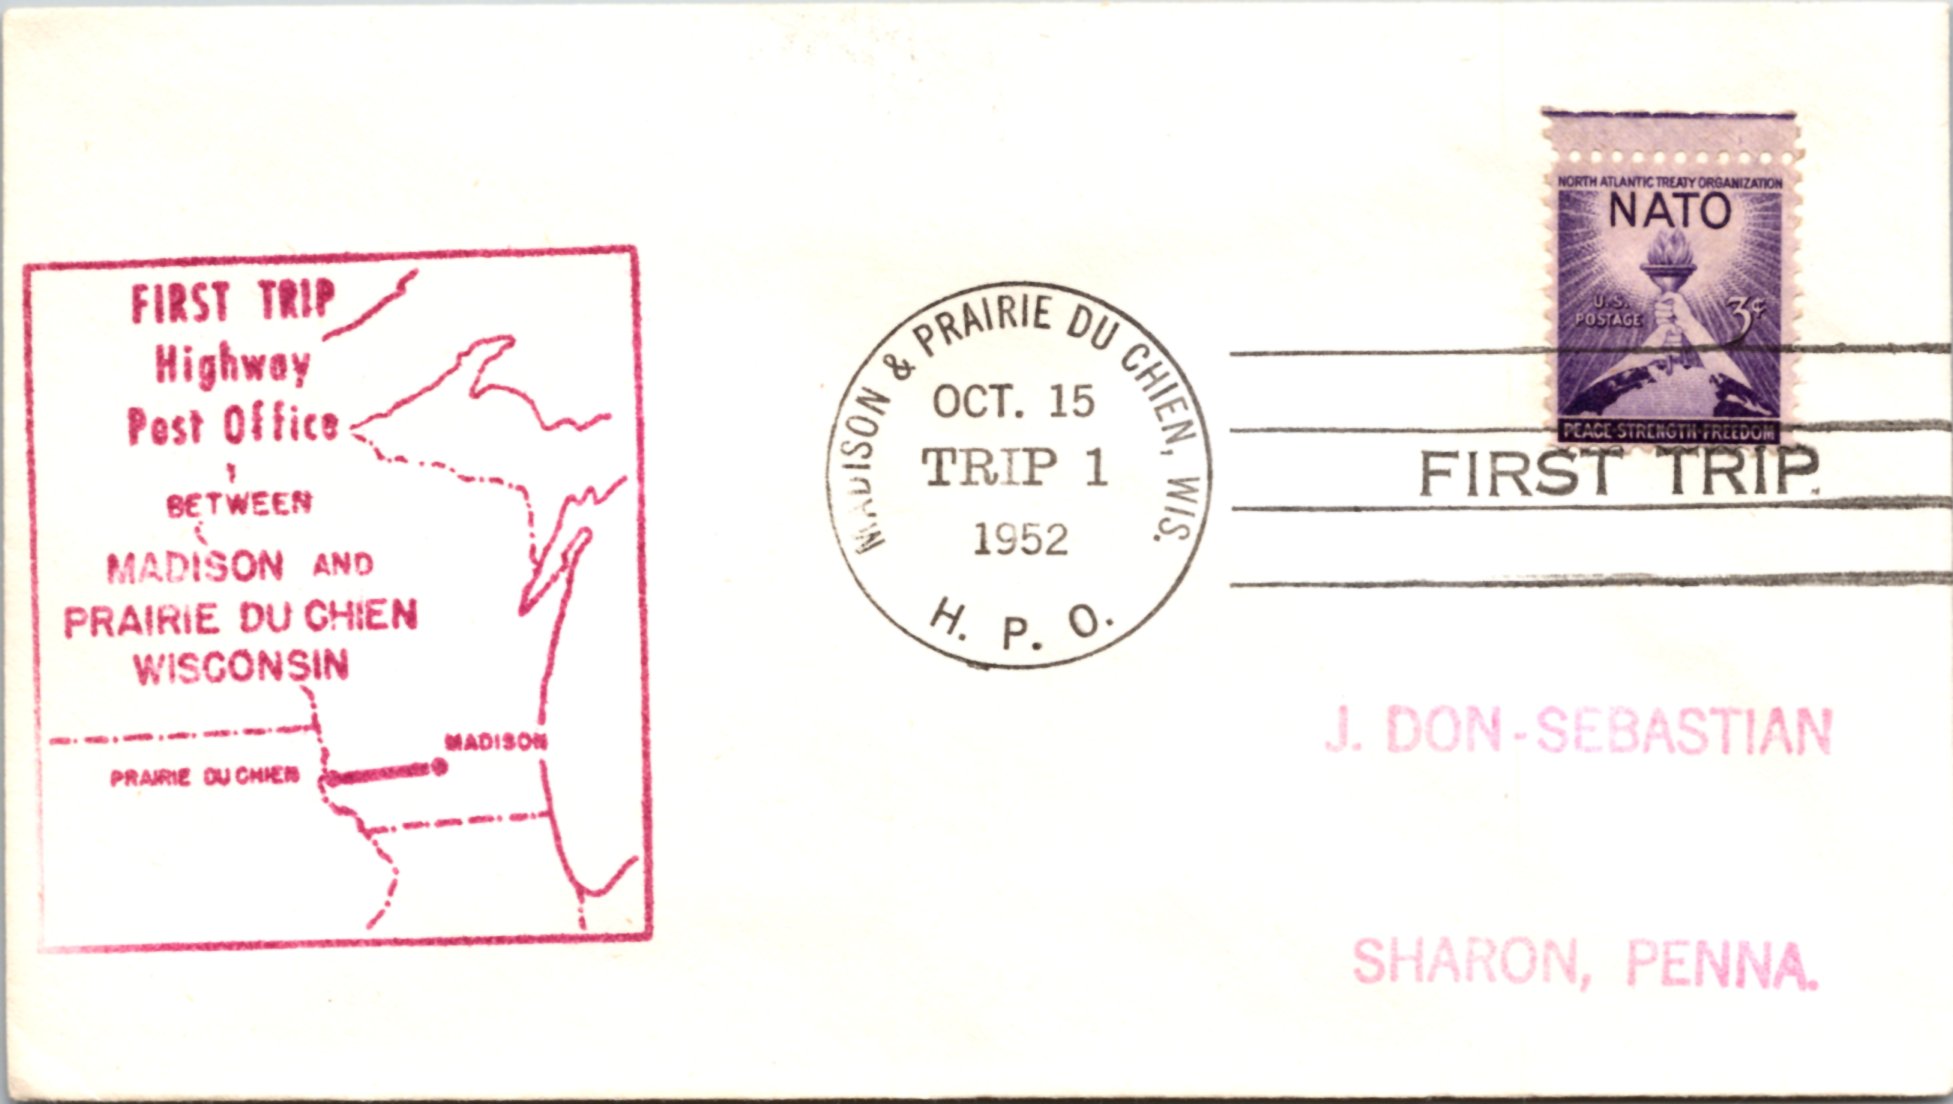 FIRST TRIP
Highway
Post Office
BETWEEN
MADISON AND
PRAIRIE DU CHIEN
WISCONSIN
MADISON
PRAIRIE DU CHIEN
MADISON & PRAIRIE DU CHIEN, WIS.
OCT. 15
TRIP 1
1952
H. P. O.
NORTH ATLANTIC TREATY ORGANIZATION
NATO
U.S.
POSTAGE
3¢
PEACE·STRENGTH·FREEDOM
FIRST TRIP.
J. DON-SEBASTIAN
SHARON, PENNA.